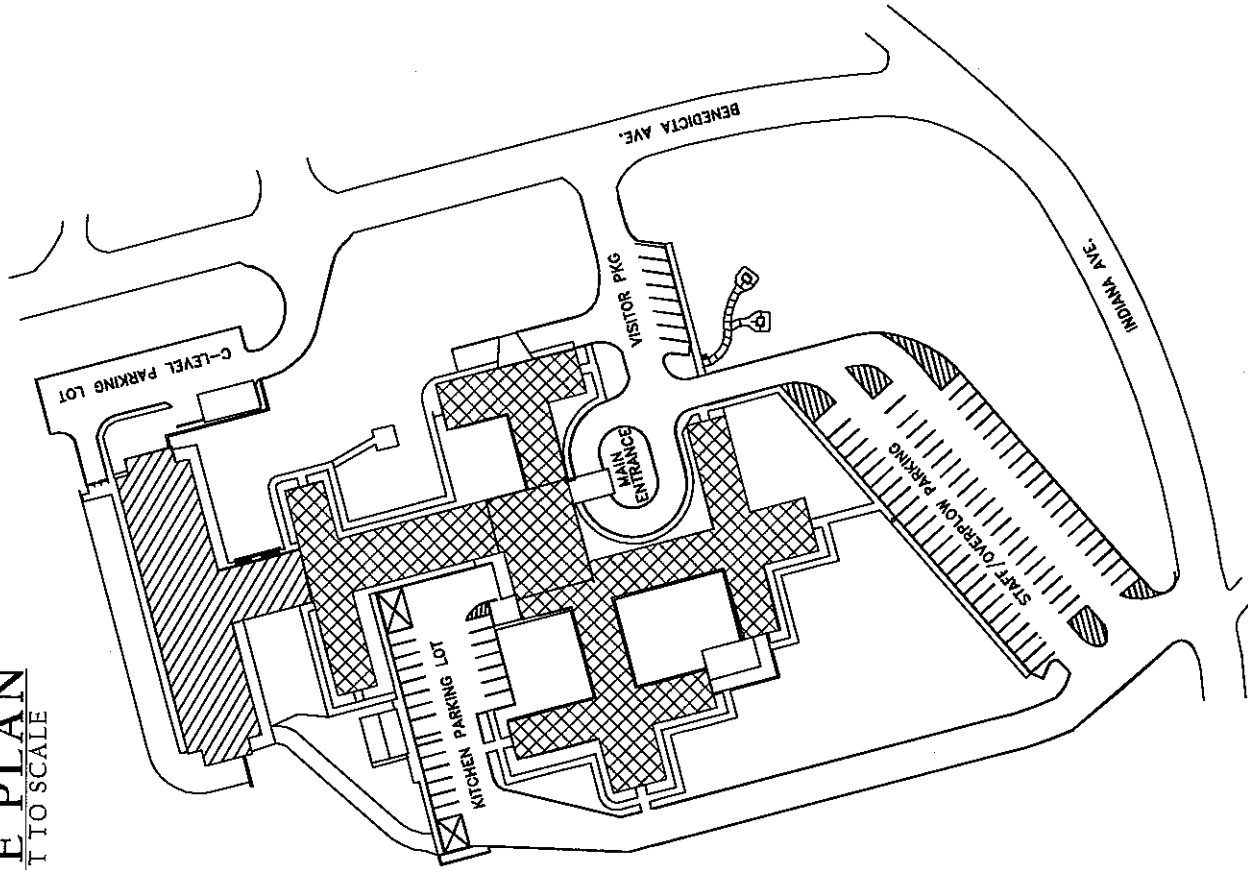 E PLAN
T TO SCALE
C-LEVEL PARKING LOT
BENEDICTA AVE.
VISITOR PKG
INDIANA AVE.
MAIN
ENTRANCE
STAFF/OVERFLOW PARKING
KITCHEN PARKING LOT